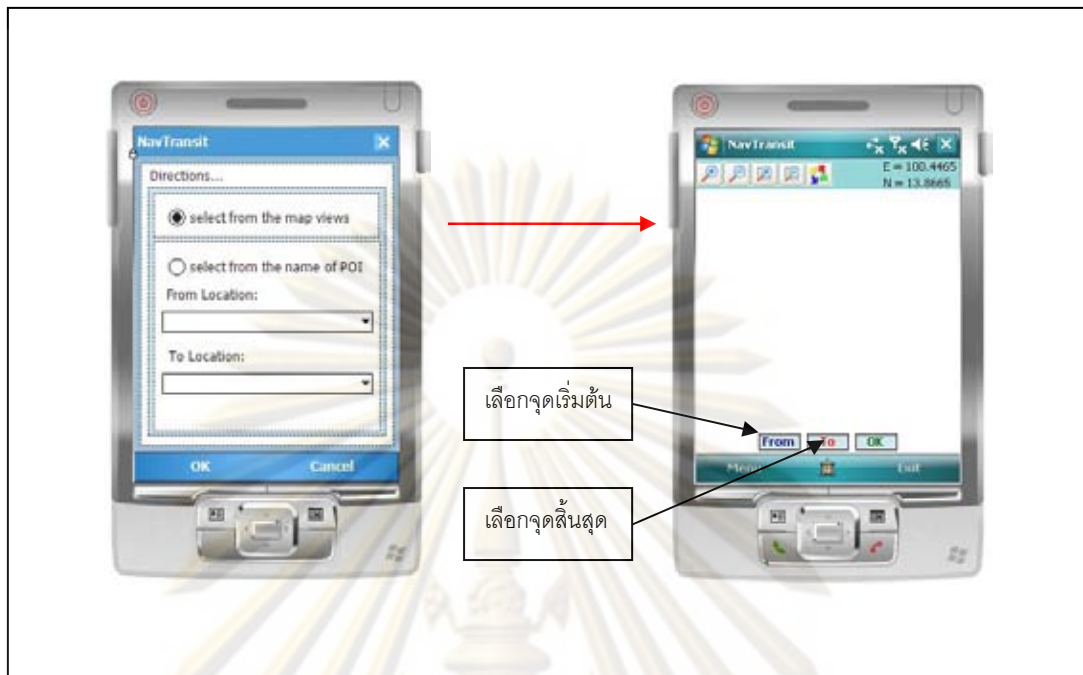 NavTransit
Directions...
select from the map views
select from the name of POI
From Location:
To Location:
OK Cancel
NavTransit
E = 100.4465
N = 13.8665
เลือกจุดเริ่มต้น
From To OK
Menu Exit
เลือกจุดสิ้นสุด